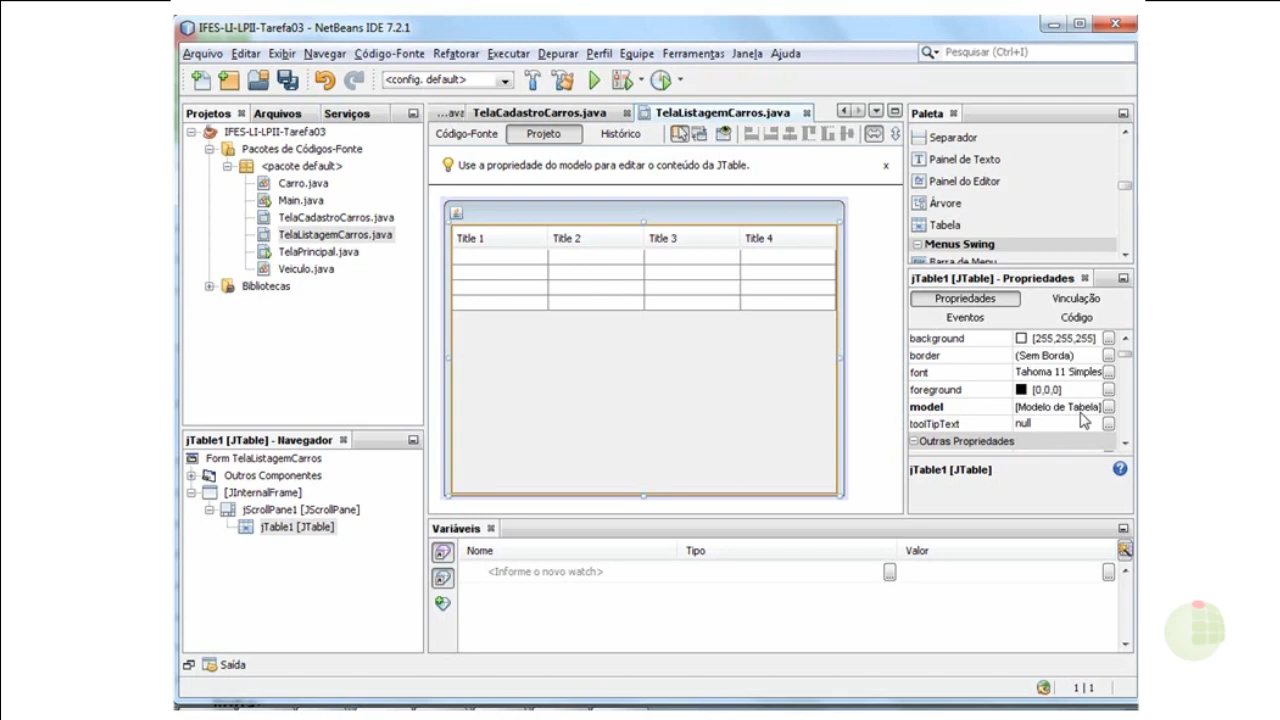 IFES-LI-LPII-Tarefa03 - NetBeans IDE 7.2.1
Arquivo Editar Exibir Navegar Código-Fonte Refatorar Executar Depurar Perfil Equipe Ferramentas Janela Ajuda
Pesquisar (Ctrl+I)
<config. default>
Projetos Arquivos Serviços
IFES-LI-LPII-Tarefa03
Pacotes de Códigos-Fonte
<pacote default>
Carro.java
Main.java
TelaCadastroCarros.java
TelaListagemCarros.java
TelaPrincipal.java
Veiculo.java
Bibliotecas
jTable1 [JTable] - Navegador
Form TelaListagemCarros
Outros Componentes
[JInternalFrame]
jScrollPane1 [JScrollPane]
jTable1 [JTable]
...ava TelaCadastroCarros.java TelaListagemCarros.java
Código-Fonte Projeto Histórico
Use a propriedade do modelo para editar o conteúdo da JTable.
x
Title 1 Title 2 Title 3 Title 4
Paleta
Separador
Painel de Texto
Painel do Editor
Árvore
Tabela
Menus Swing
Barra de Menu
jTable1 [JTable] - Propriedades
Propriedades Vinculação
Eventos Código
background [255,255,255] ...
border (Sem Borda) ...
font Tahoma 11 Simples ...
foreground [0,0,0] ...
model [Modelo de Tabela] ...
toolTipText null ...
Outras Propriedades
jTable1 [JTable]
Variáveis
Nome Tipo Valor
<Informe o novo watch> ... ...
Saída
1 | 1